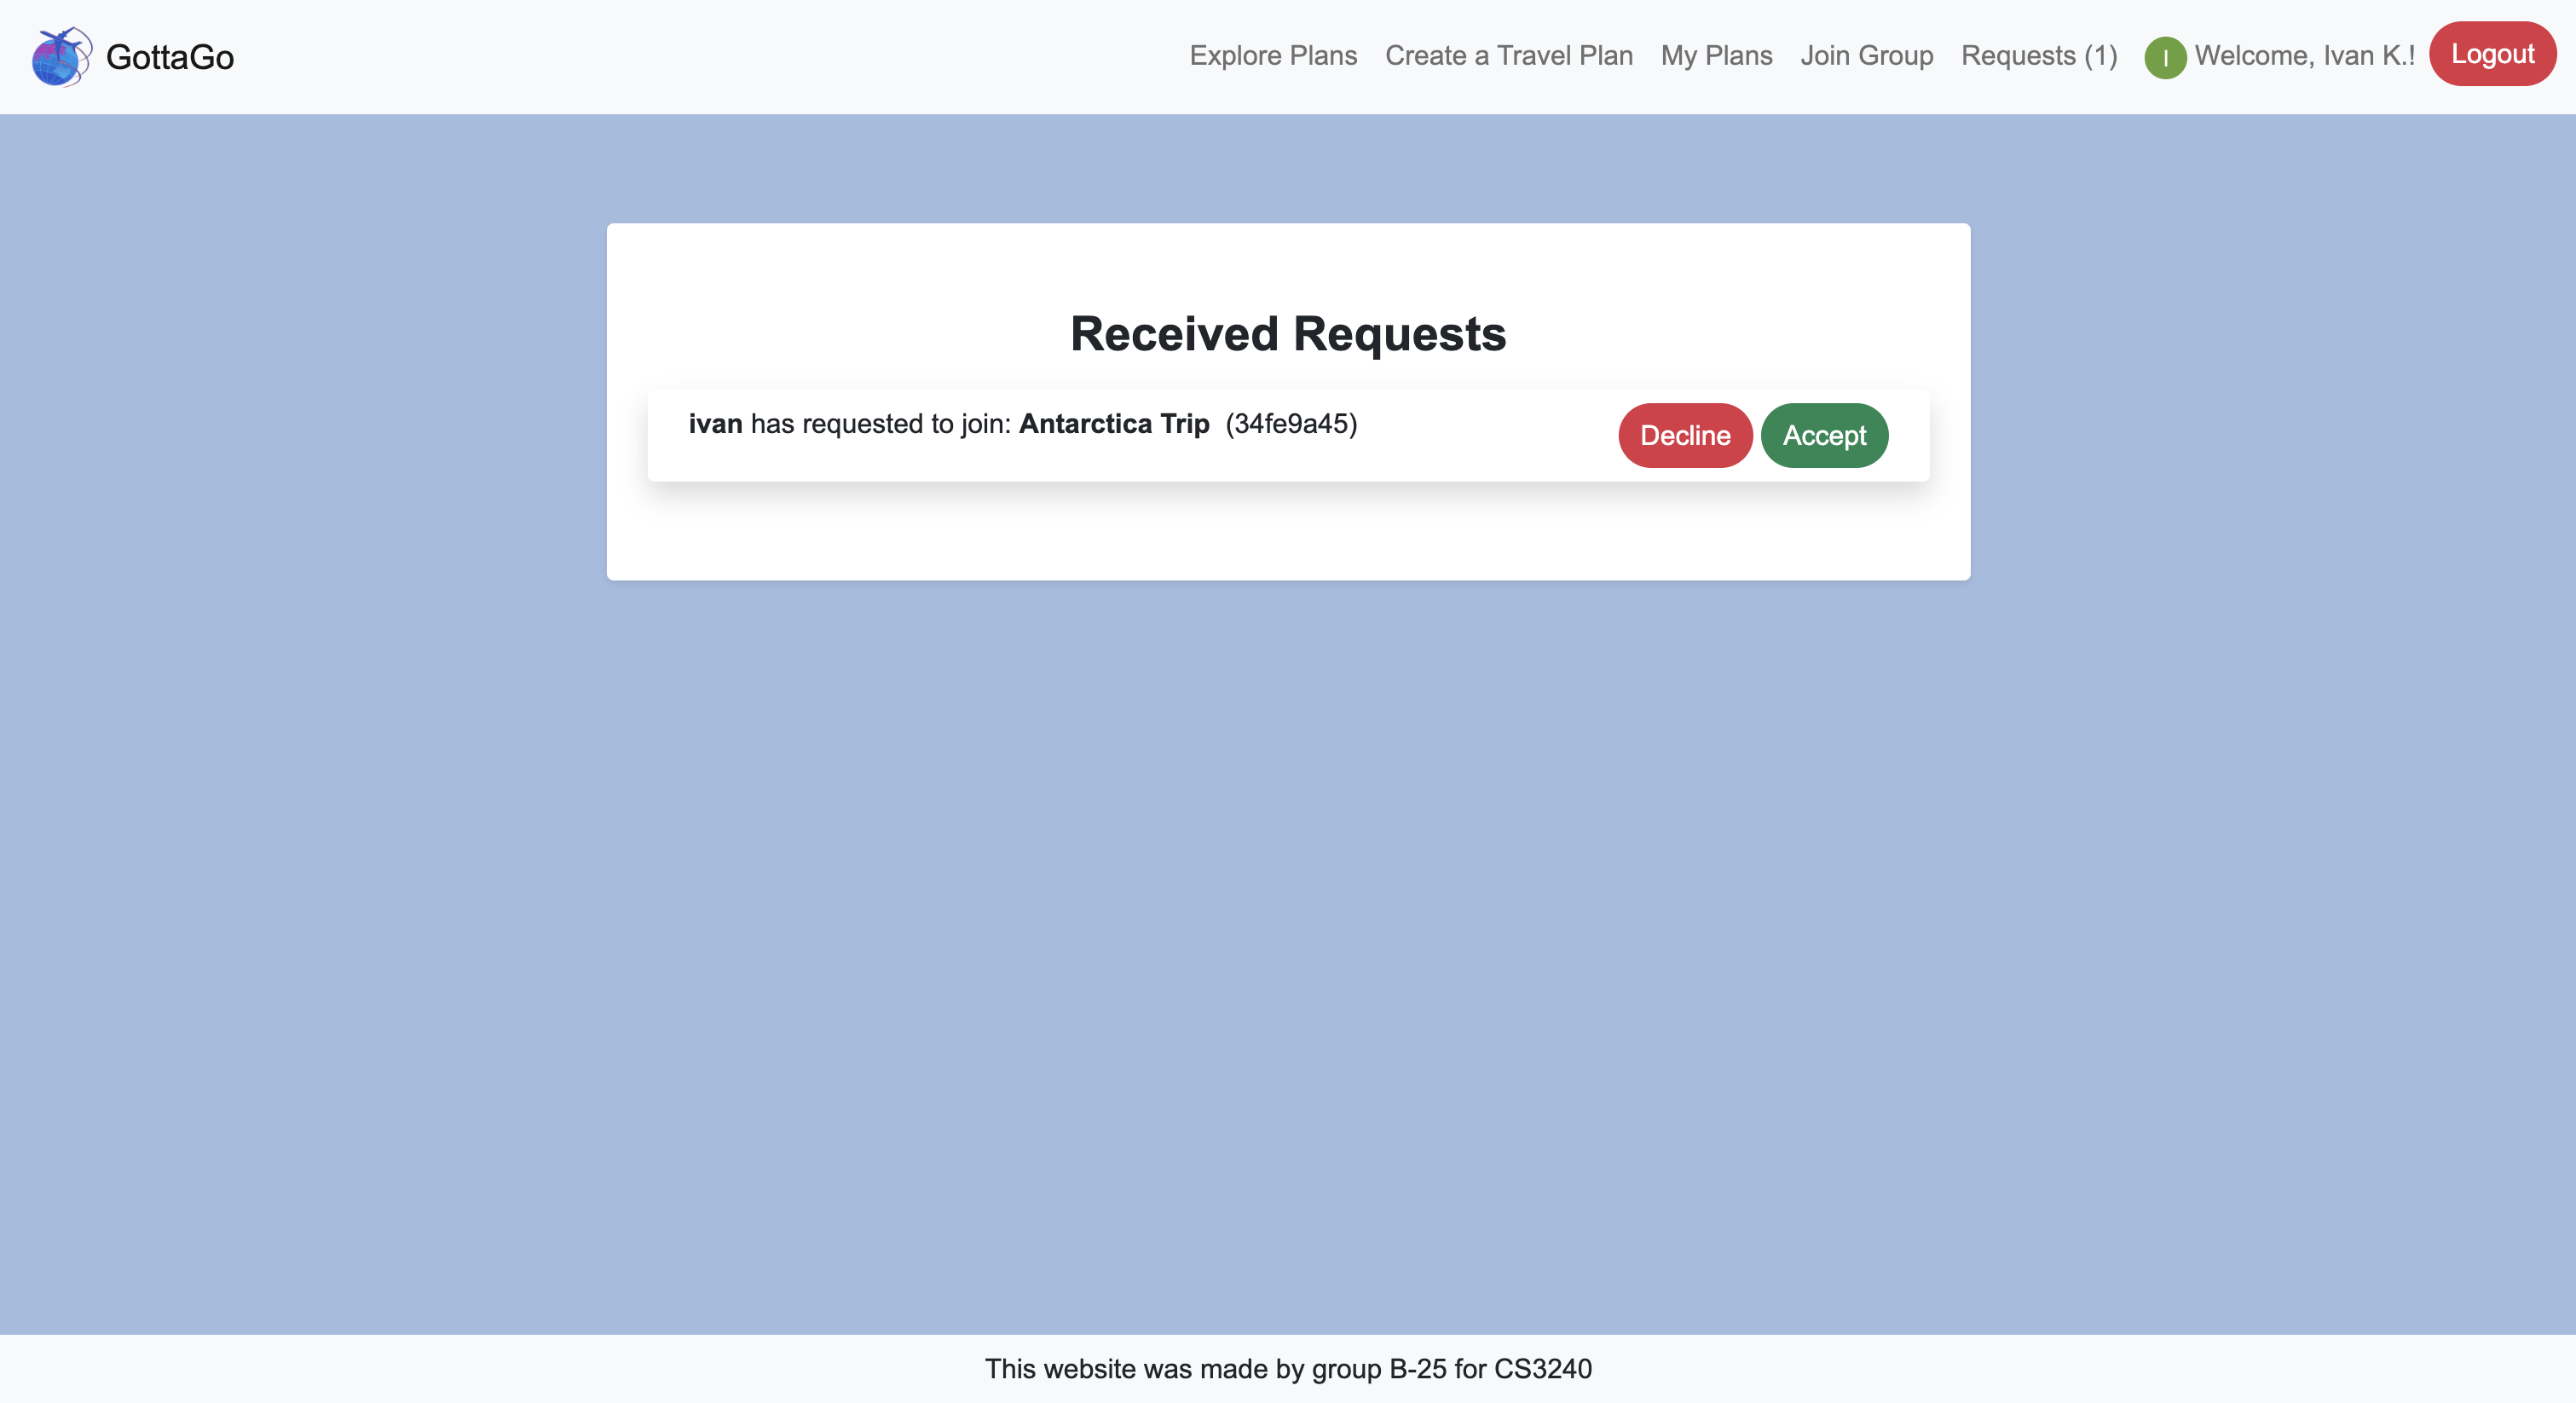 GottaGo
Explore Plans Create a Travel Plan My Plans Join Group Requests (1) I Welcome, Ivan K.! Logout
Received Requests
ivan has requested to join: Antarctica Trip (34fe9a45) Decline Accept
This website was made by group B-25 for CS3240